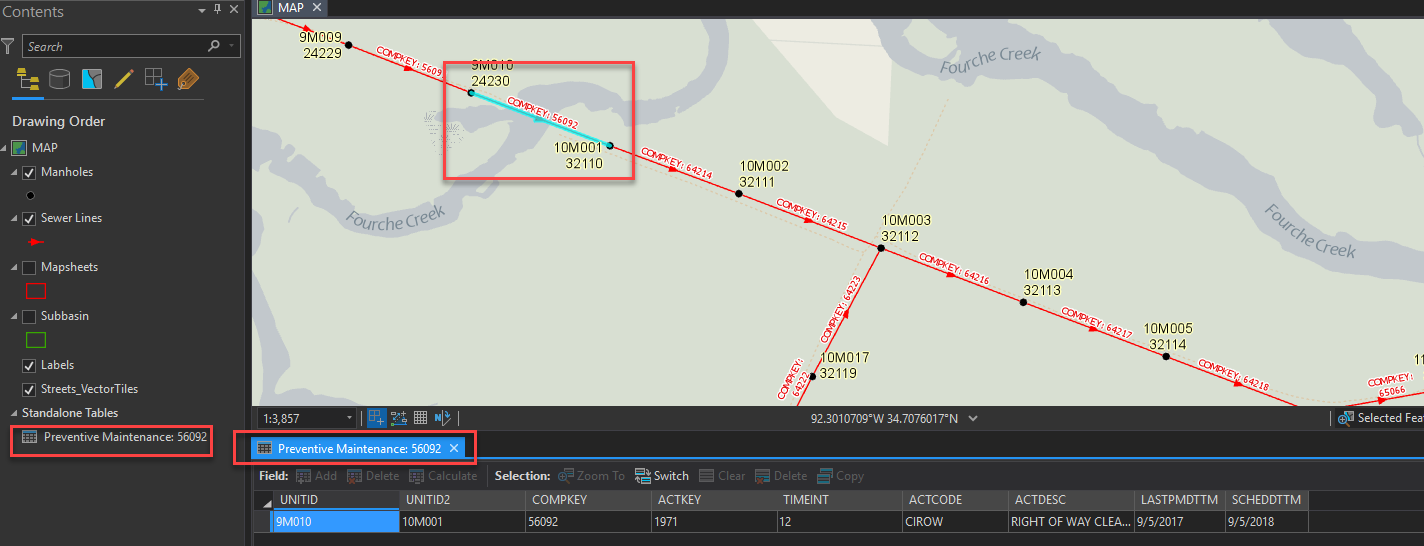 Contents
Search
Drawing Order
MAP
Manholes
Sewer Lines
Mapsheets
Subbasin
Labels
Streets_VectorTiles
Standalone Tables
Preventive Maintenance: 56092
MAP
9M009
24229
COMPKEY: 5609
9M010
24230
COMPKEY: 56092
10M001
32110
COMPKEY: 64214
10M002
32111
COMPKEY: 64215
10M003
32112
COMPKEY: 64216
10M004
32113
COMPKEY: 64217
10M005
32114
COMPKEY: 64218
COMPKEY: 64223
10M017
32119
COMPKEY:
64222
COMPKEY:
65066
11
Fourche Creek
Fourche Creek
Fourche Creek
1:3,857
92.3010709°W 34.7076017°N
Selected Fea
Preventive Maintenance: 56092
Field: Add Delete Calculate Selection: Zoom To Switch Clear Delete Copy
UNITID UNITID2 COMPKEY ACTKEY TIMEINT ACTCODE ACTDESC LASTPMDTTM SCHEDDTTM
9M010 10M001 56092 1971 12 CIROW RIGHT OF WAY CLEA... 9/5/2017 9/5/2018